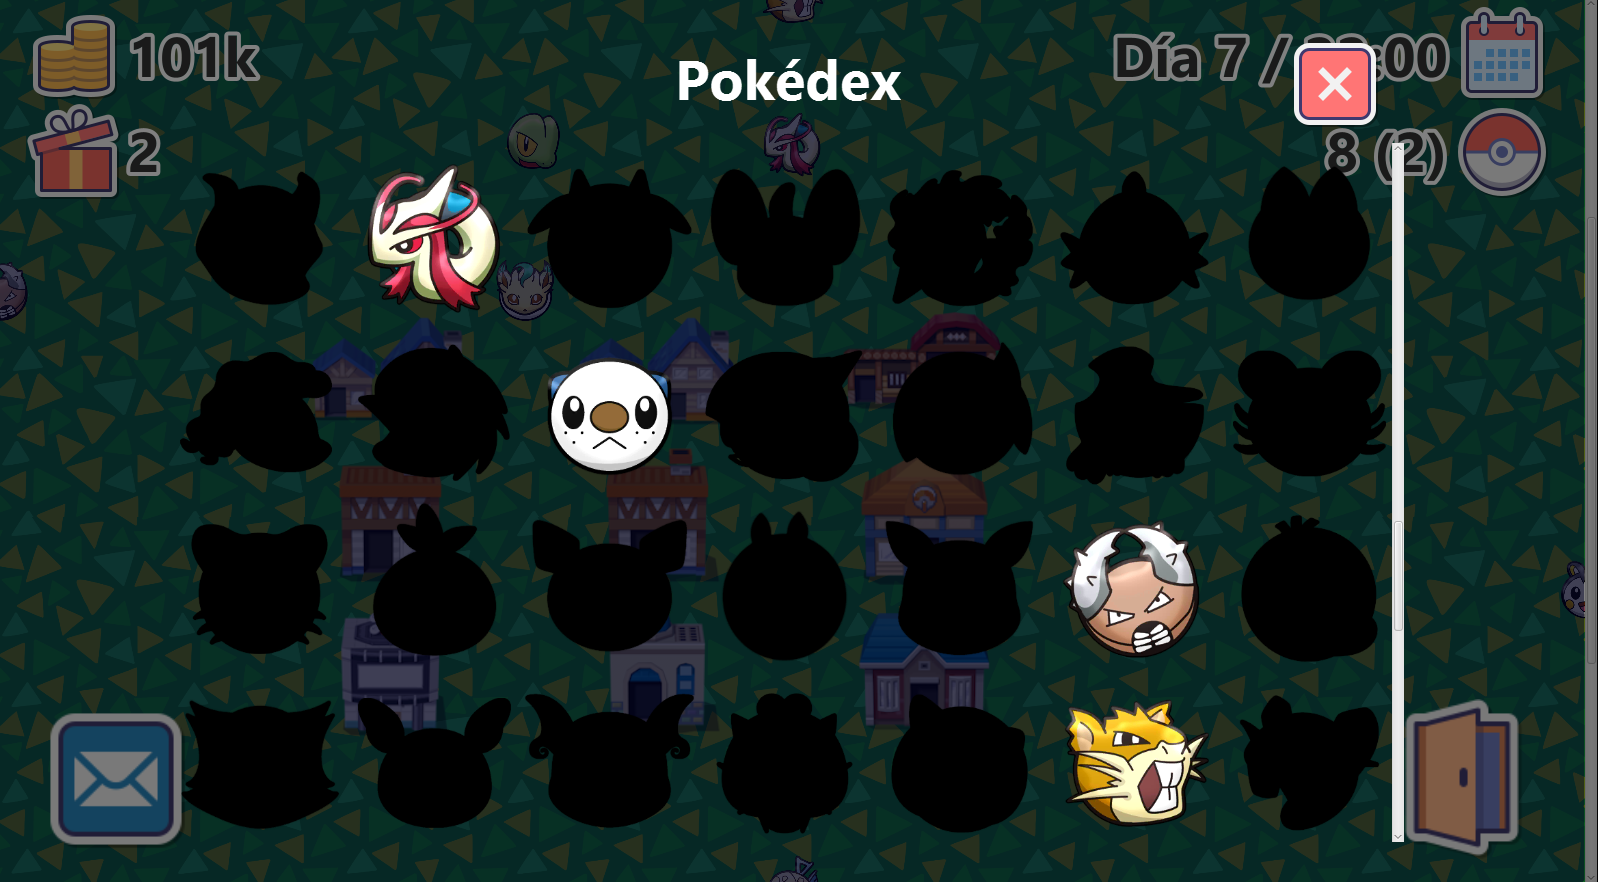 101k
Pokédex
Día 7 / :00
2
8 (2)